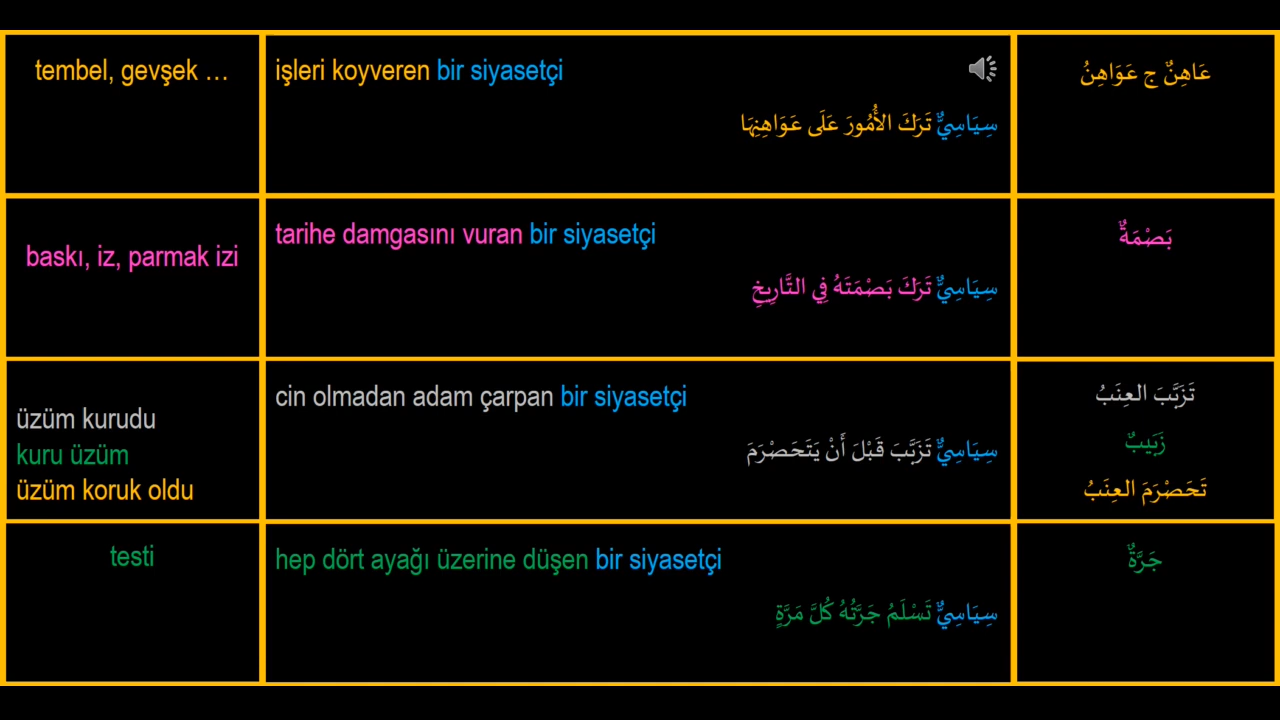 tembel, gevşek …
işleri koyveren bir siyasetçi
سِيَاسِيٌّ تَرَكَ الأُمُورَ عَلَى عَوَاهِنِهَا
عَاهِنٌ ج عَوَاهِنُ
baskı, iz, parmak izi
tarihe damgasını vuran bir siyasetçi
سِيَاسِيٌّ تَرَكَ بَصْمَتَهُ فِي التَّارِيخِ
بَصْمَةٌ
üzüm kurudu
kuru üzüm
üzüm koruk oldu
cin olmadan adam çarpan bir siyasetçi
سِيَاسِيٌّ تَزَبَّبَ قَبْلَ أَنْ يَتَحَصْرَمَ
تَزَبَّبَ العِنَبُ
زَبَيبٌ
تَحَصْرَمَ العِنَبُ
testi
hep dört ayağı üzerine düşen bir siyasetçi
سِيَاسِيٌّ تَسْلَمُ جَرَّتُهُ كُلَّ مَرَّةٍ
جَرَّةٌ